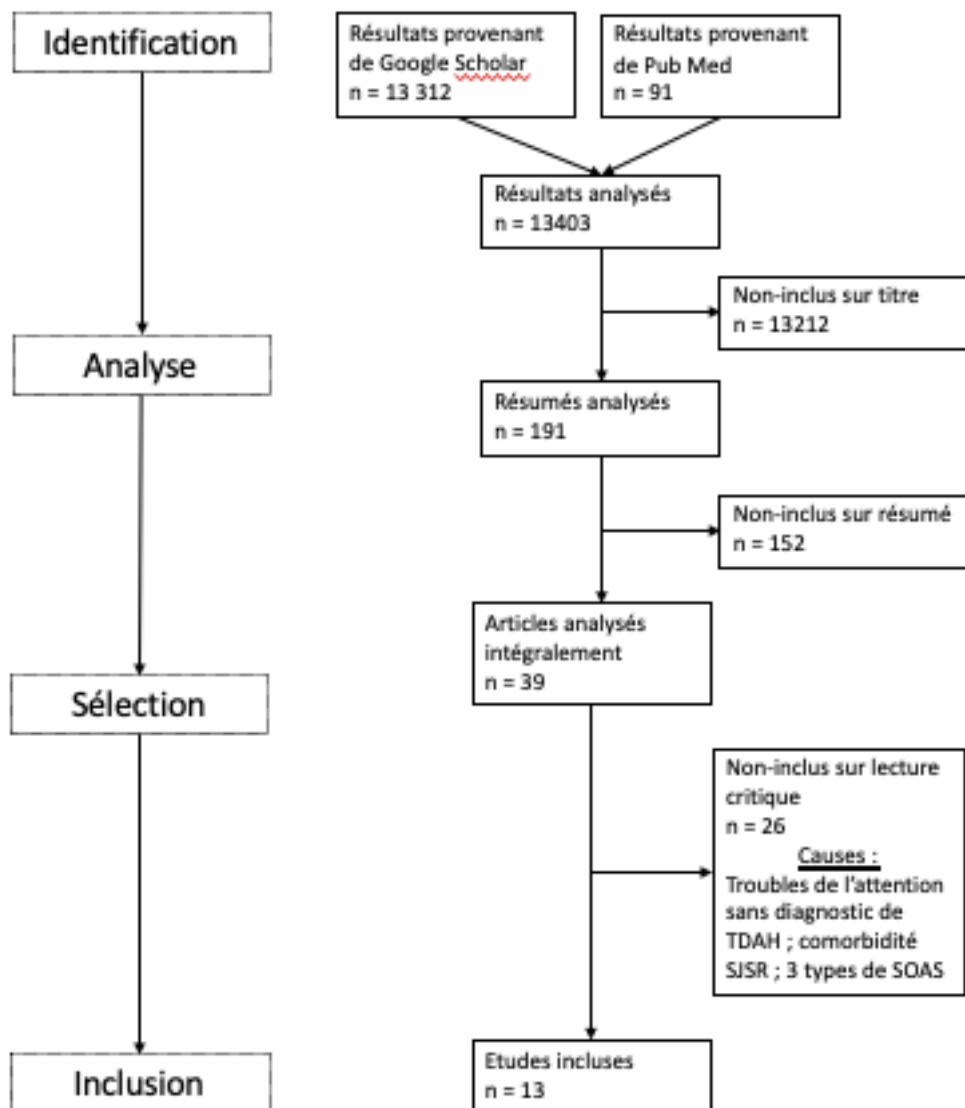 Identification
Résultats provenant
de Google Scholar
n = 13 312
Résultats provenant
de Pub Med
n = 91
Résultats analysés
n = 13403
Non-inclus sur titre
n = 13212
Analyse
Résumés analysés
n = 191
Non-inclus sur résumé
n = 152
Articles analysés
intégralement
n = 39
Sélection
Non-inclus sur lecture
critique
n = 26
Causes :
Troubles de l'attention
sans diagnostic de
TDAH ; comorbidité
SJSR ; 3 types de SOAS
Inclusion
Etudes incluses
n = 13